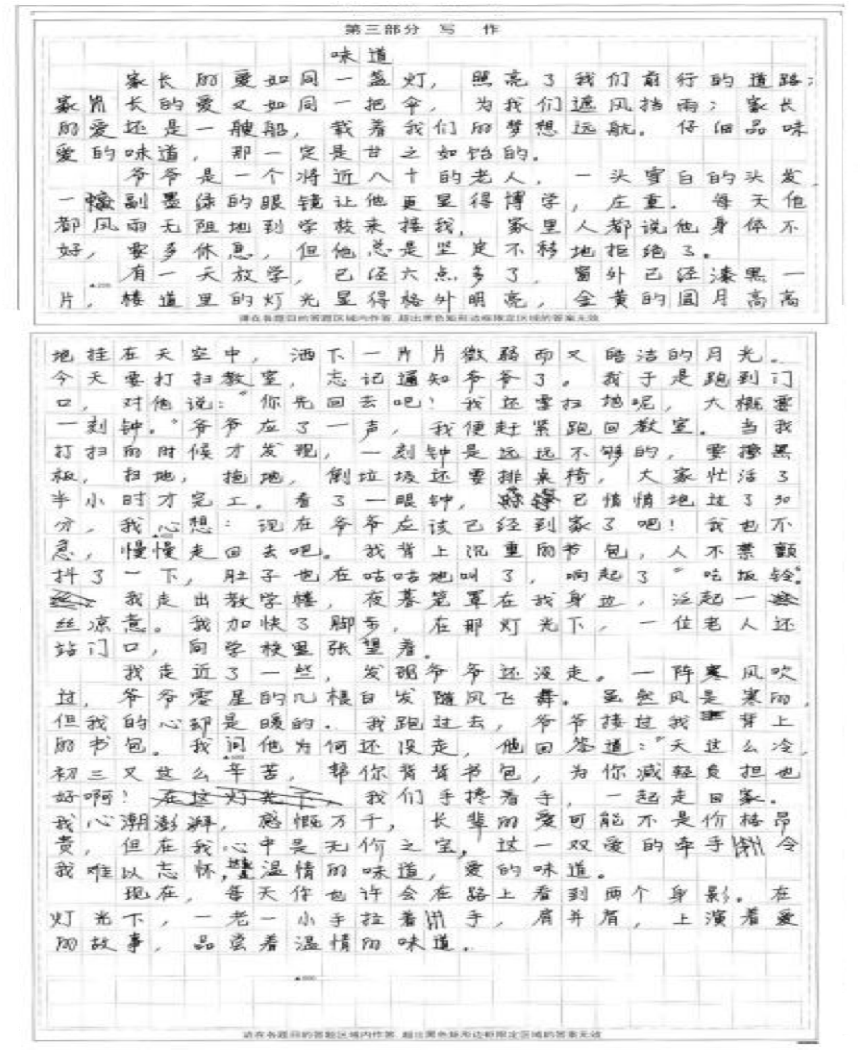 第三部分 写 作
味道
家长的爱如同一盏灯，照亮了我们前行的道路；
家长的爱又如同一把伞，为我们遮风挡雨；家长
的爱还是一艘船，载着我们的梦想远航。仔细品味
爱的味道，那一定是甘之如饴的。
爷爷是一个将近八十的老人，一头雪白的头发，
一副墨绿的眼镜让他更显得博学，庄重。每天他
都风雨无阻地到学校来接我，家里人都说他身体不
好，要多休息，但他总是坚定不移地拒绝了。
有一天放学，已经六点多了，窗外已经漆黑一
片，楼道里的灯光显得格外明亮，金黄的圆月高高
请在各题目的答题区域内作答，超出黑色矩形边框限定区域的答案无效
地挂在天空中，洒下一片片微弱而又皓洁的月光。
今天要打扫教室，忘记通知爷爷了。我于是跑到门
口，对他说：“你先回去吧！我还要扫地呢，大概要
一刻钟。”爷爷应了一声，我便赶紧跑回教室。当我
打扫的时候才发现，一刻钟是远远不够的，要擦黑
板，扫地，拖地，倒垃圾还要排桌椅，大家忙活了
半小时才完工。看了一眼钟，已悄悄地过了30
分，我心想：现在爷爷应该已经到家了吧！我也不
急，慢慢走回去吧。我背上沉重的书包，人不禁颤
抖了一下，肚子也在咕咕地叫了，响起了“吃饭铃”。
我走出教学楼，夜幕笼罩在我身边，泛起一
丝凉意。我加快了脚步，在那灯光下，一位老人还
站门口，向学校里张望着。
我走近了一些，发现爷爷还没走。一阵寒风吹
过，爷爷零星的几根白发随风飞舞。虽然风是寒的，
但我的心却是暖的。我跑过去，爷爷接过我背上
的书包。我问他为何还没走，他回答道：“天这么冷，
初三又这么辛苦，帮你背背书包，为你减轻负担也
好啊！我们手搀着手，一起走回家。
我心潮澎湃，感慨万千，长辈的爱可能不是价格昂
贵，但在我心中是无价之宝，这一双爱的牵手令
我难以忘怀，温情的味道，爱的味道。
现在，每天你也许会在路上看到两个身影。在
灯光下，一老一小手拉着手，肩并肩，上演着爱
的故事，品尝着温情的味道。
请在各题目的答题区域内作答，超出黑色矩形边框限定区域的答案无效